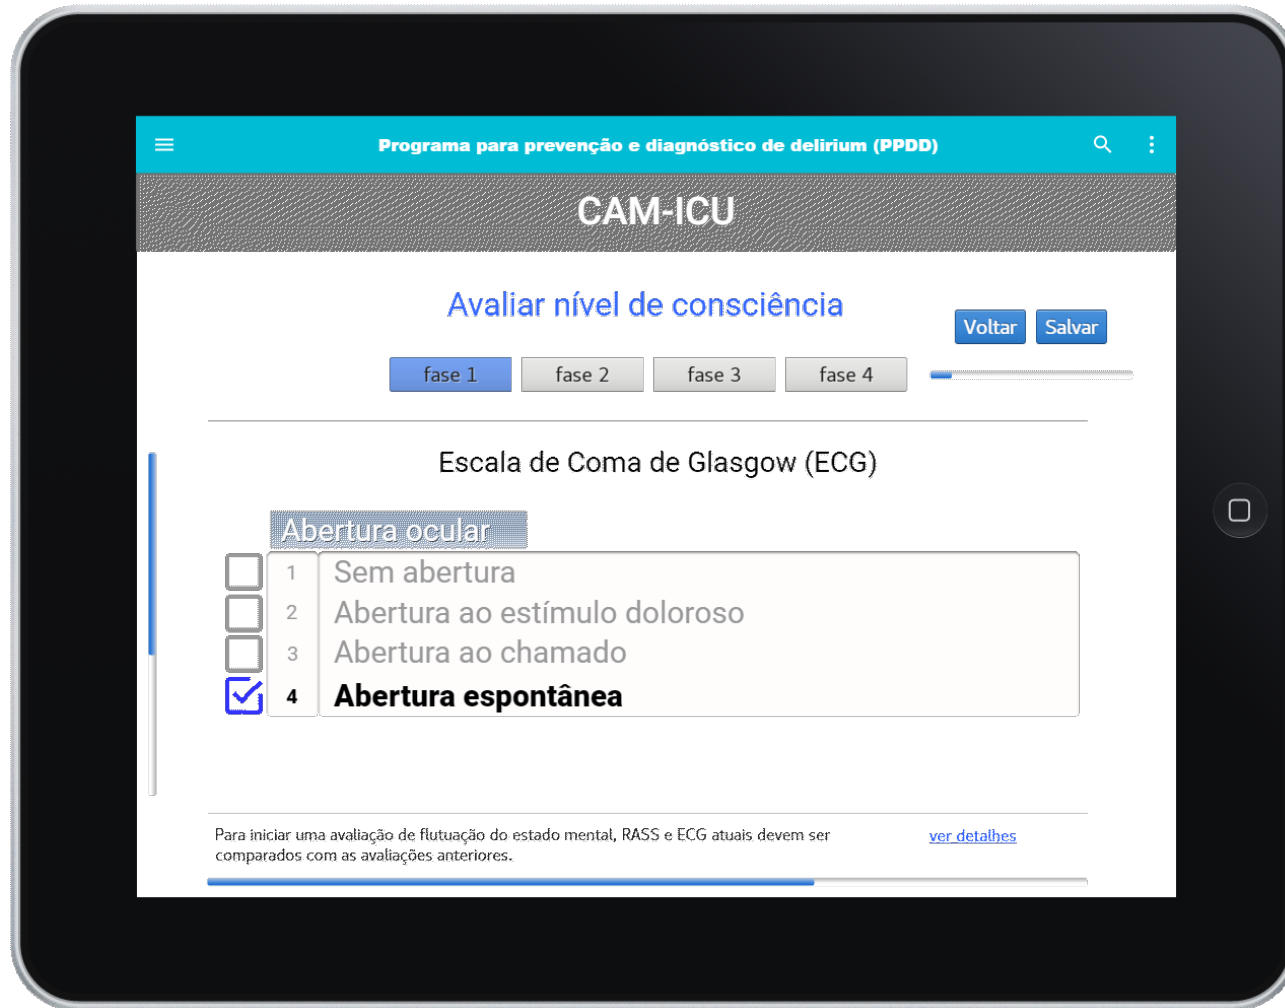 Programa para prevenção e diagnóstico de delirium (PPDD)
CAM-ICU
Avaliar nível de consciência
Voltar Salvar
fase 1 fase 2 fase 3 fase 4
Escala de Coma de Glasgow (ECG)
Abertura ocular
1 Sem abertura
2 Abertura ao estímulo doloroso
3 Abertura ao chamado
4 Abertura espontânea
Para iniciar uma avaliação de flutuação do estado mental, RASS e ECG atuais devem ser
comparados com as avaliações anteriores.
ver detalhes